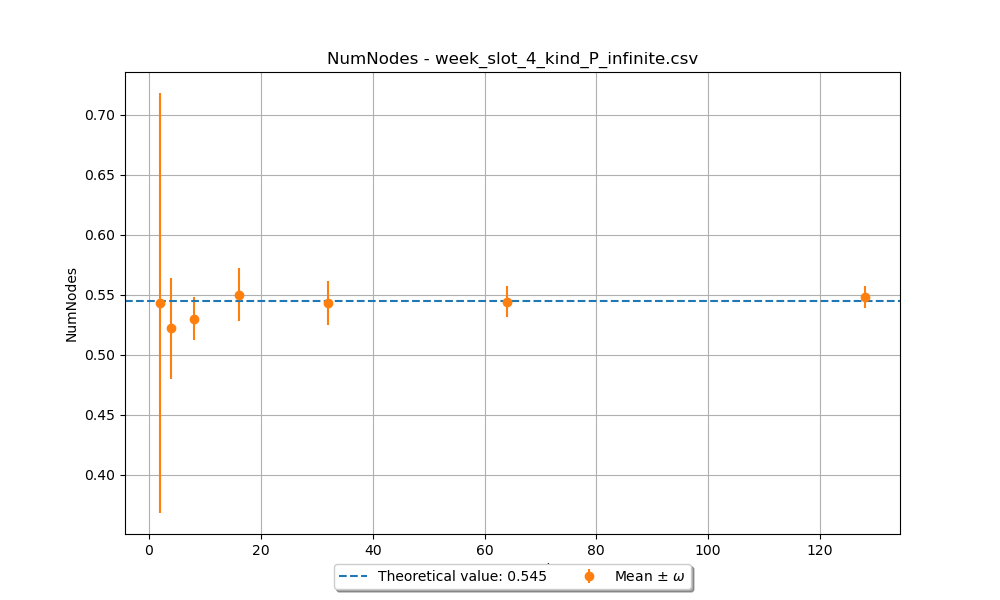 NumNodes - week_slot_4_kind_P_infinite.csv
NumNodes
0.70
0.65
0.60
0.55
0.50
0.45
0.40
0 20 40 60 80 100 120
Theoretical value: 0.545 Mean ± ω